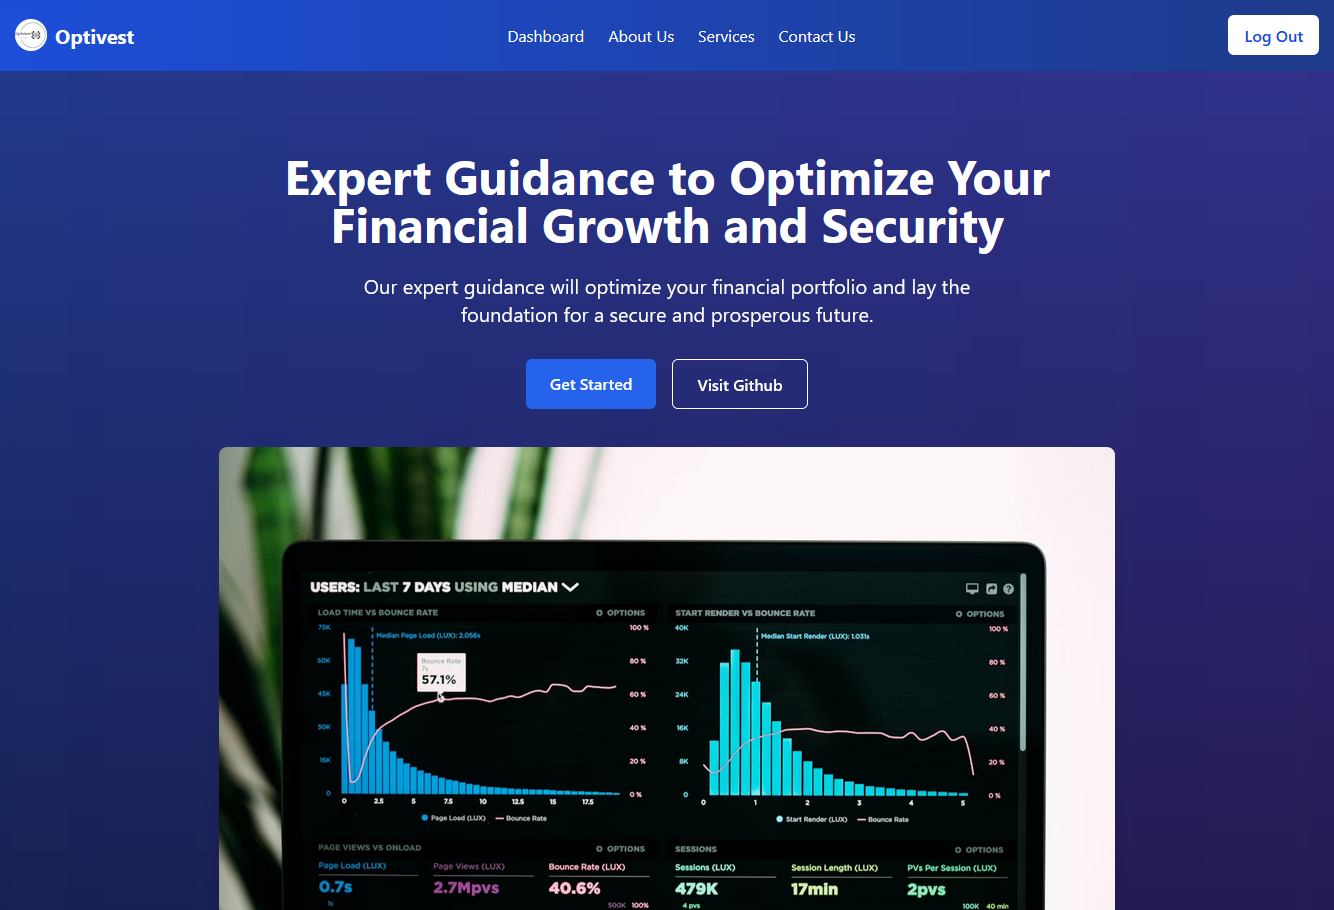 Optivest
Dashboard About Us Services Contact Us
Log Out
Expert Guidance to Optimize Your
Financial Growth and Security
Our expert guidance will optimize your financial portfolio and lay the
foundation for a secure and prosperous future.
Get Started Visit Github
USERS: LAST 7 DAYS USING MEDIAN
LOAD TIME VS BOUNCE RATE OPTIONS
75K 100 %
Median Page Load (LUX): 2.056s
60K 80 %
Bounce Rate
7s
57.1%
45K 60 %
30K 40 %
15K 20 %
0 0 %
0 2.5 5 7.5 10 12.5 15 17.5
Page Load (LUX) Bounce Rate
START RENDER VS BOUNCE RATE OPTIONS
40K 100 %
Median Start Render (LUX): 1.031s
32K 80 %
24K 60 %
16K 40 %
8K 20 %
0 0 %
0 1 2 3 4 5
Start Render (LUX) Bounce Rate
PAGE VIEWS VS ONLOAD OPTIONS
Page Load (LUX) Page Views (LUX) Bounce Rate (LUX)
0.7s 2.7Mpvs 40.6%
1s 500K 100%
SESSIONS OPTIONS
Sessions (LUX) Session Length (LUX) PVs Per Session (LUX)
479K 17min 2pvs
4 pvs 100K 40 min